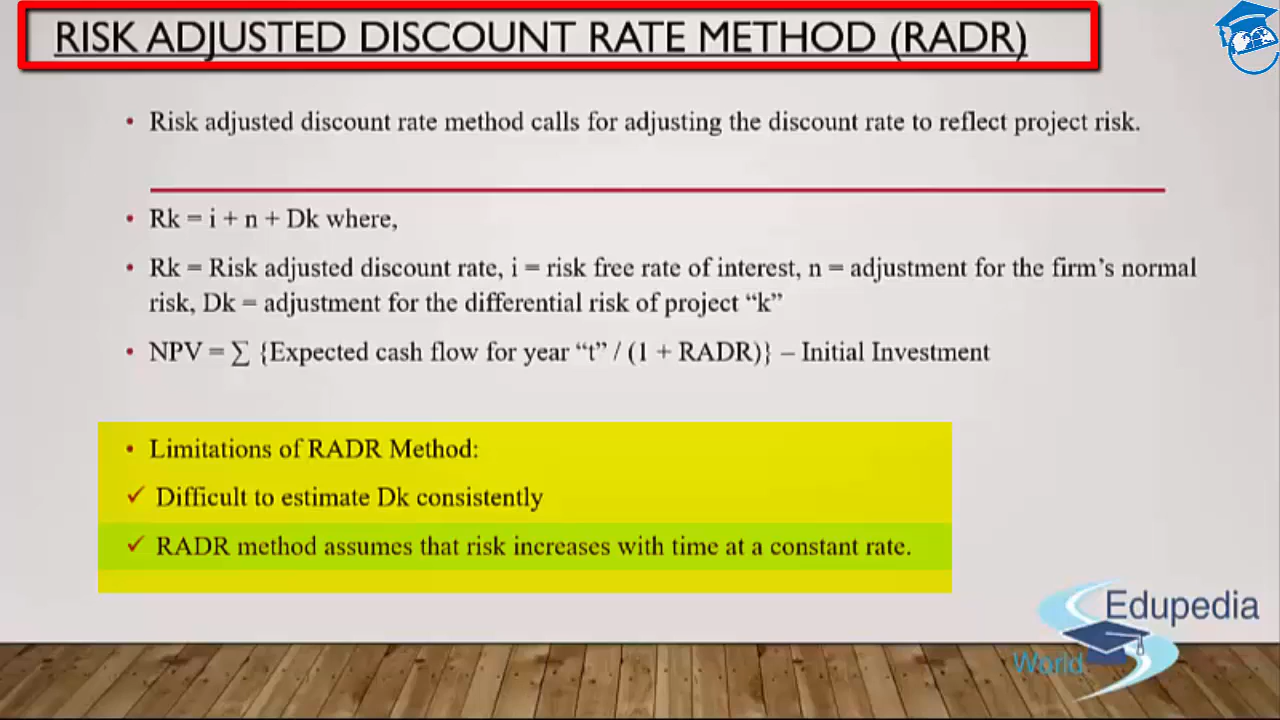 RISK ADJUSTED DISCOUNT RATE METHOD (RADR)
• Risk adjusted discount rate method calls for adjusting the discount rate to reflect project risk.
• Rk = i + n + Dk where,
• Rk = Risk adjusted discount rate, i = risk free rate of interest, n = adjustment for the firm’s normal
risk, Dk = adjustment for the differential risk of project “k”
• NPV = ∑ {Expected cash flow for year “t” / (1 + RADR)} – Initial Investment
• Limitations of RADR Method:
✓ Difficult to estimate Dk consistently
✓ RADR method assumes that risk increases with time at a constant rate.
Edupedia
World